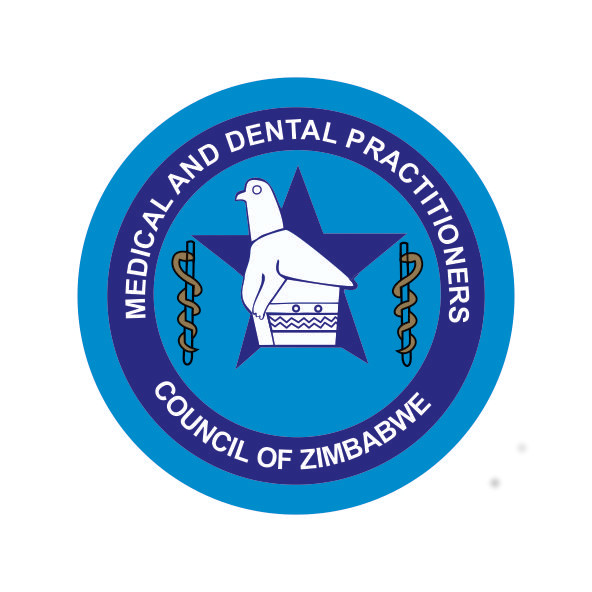 MEDICAL AND DENTAL PRACTITIONERS
COUNCIL OF ZIMBABWE